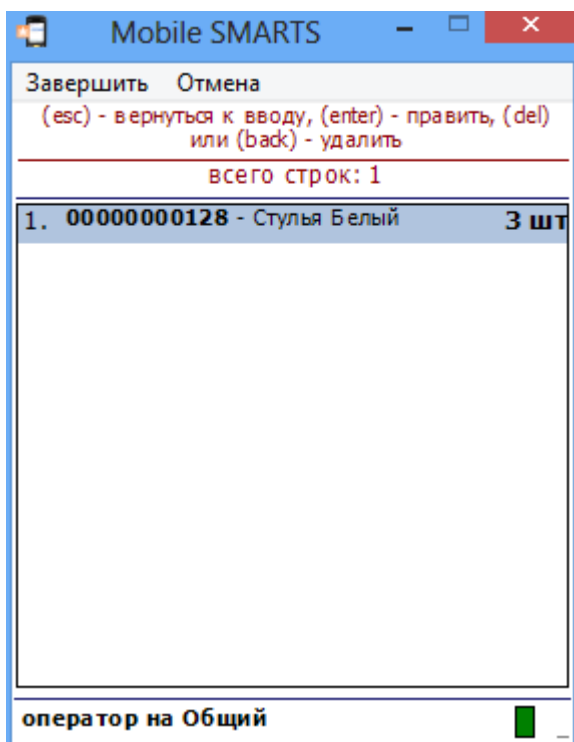 Mobile SMARTS
Завершить Отмена
(esc) - вернуться к вводу, (enter) - править, (del)
или (back) - удалить
всего строк: 1
1. 00000000128 - Стулья Белый 3 шт
оператор на Общий